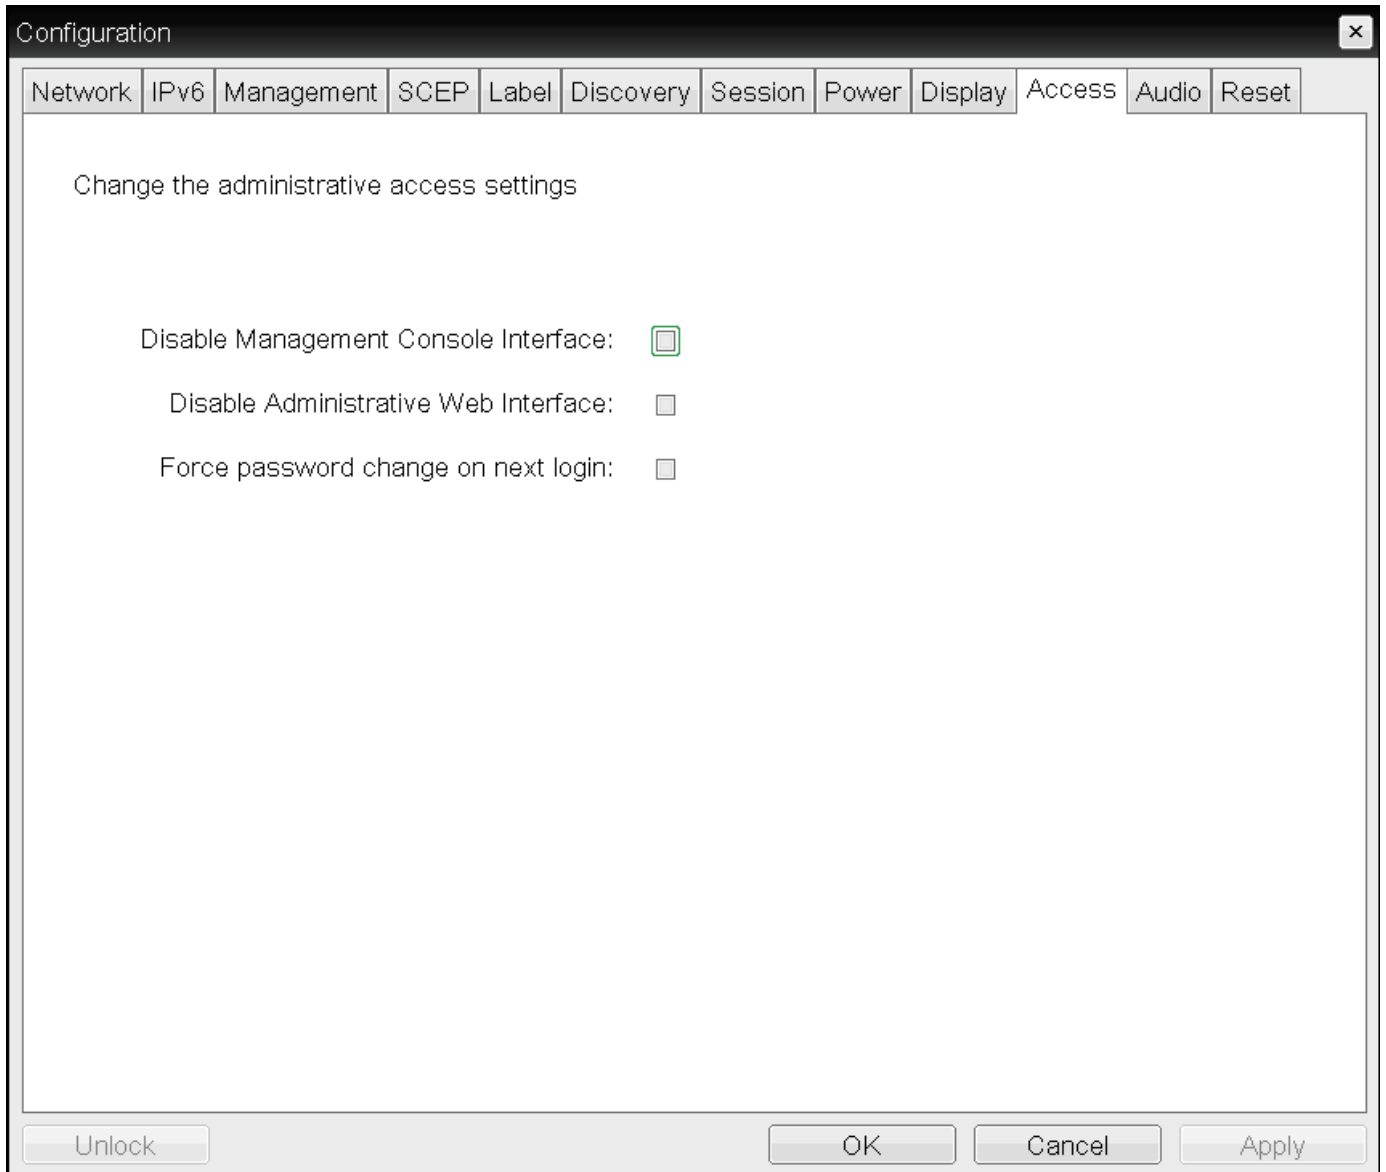 Configuration
Network IPv6 Management SCEP Label Discovery Session Power Display Access Audio Reset
Change the administrative access settings
Disable Management Console Interface:
Disable Administrative Web Interface:
Force password change on next login:
Unlock OK Cancel Apply